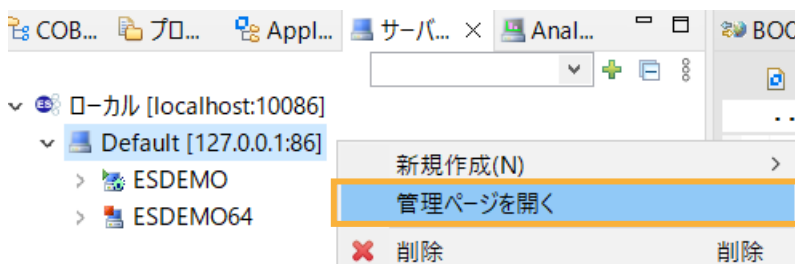 COB... プロ... Appl... サーバ... Anal... BOO
ローカル [localhost:10086]
Default [127.0.0.1:86]
ESDEMO
ESDEMO64
新規作成(N)
管理ページを開く
削除 削除